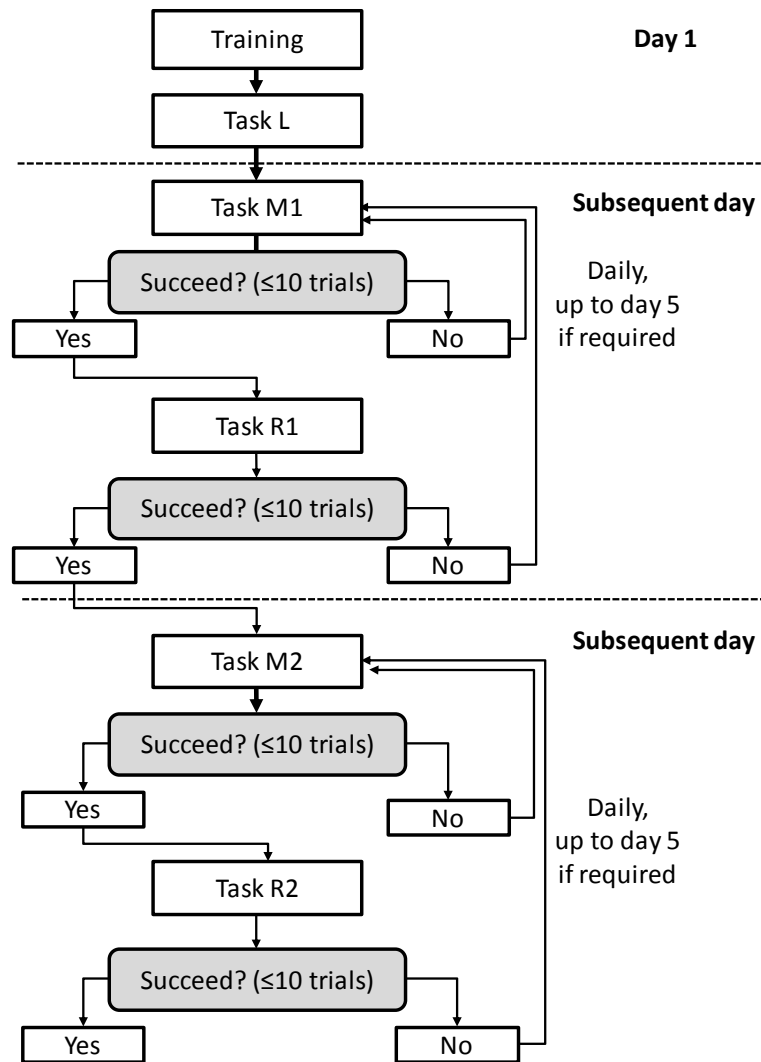 Training
Day 1
Task L
Task M1
Subsequent day
Succeed? (≤10 trials)
Daily,
up to day 5
if required
Yes
No
Task R1
Succeed? (≤10 trials)
Yes
No
Task M2
Subsequent day
Succeed? (≤10 trials)
Yes
No
Daily,
up to day 5
if required
Task R2
Succeed? (≤10 trials)
Yes
No